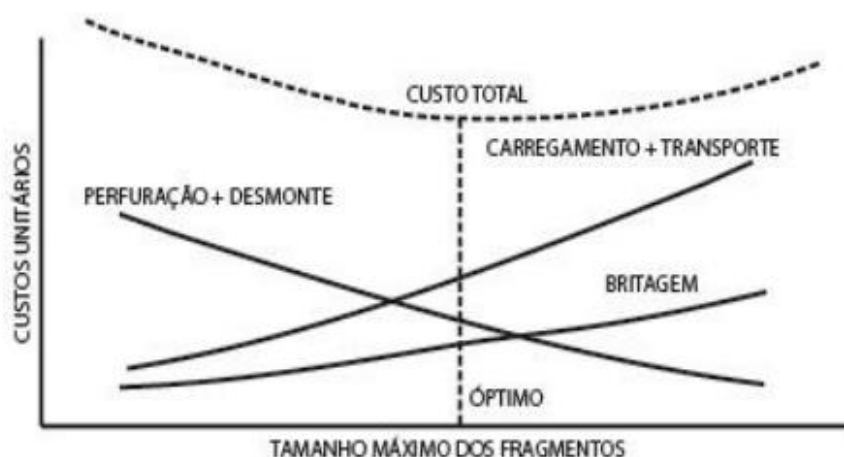 CUSTO TOTAL
CARREGAMENTO + TRANSPORTE
PERFURAÇÃO + DESMONTE
CUSTOS UNITÁRIOS
BRITAGEM
ÓPTIMO
TAMANHO MÁXIMO DOS FRAGMENTOS